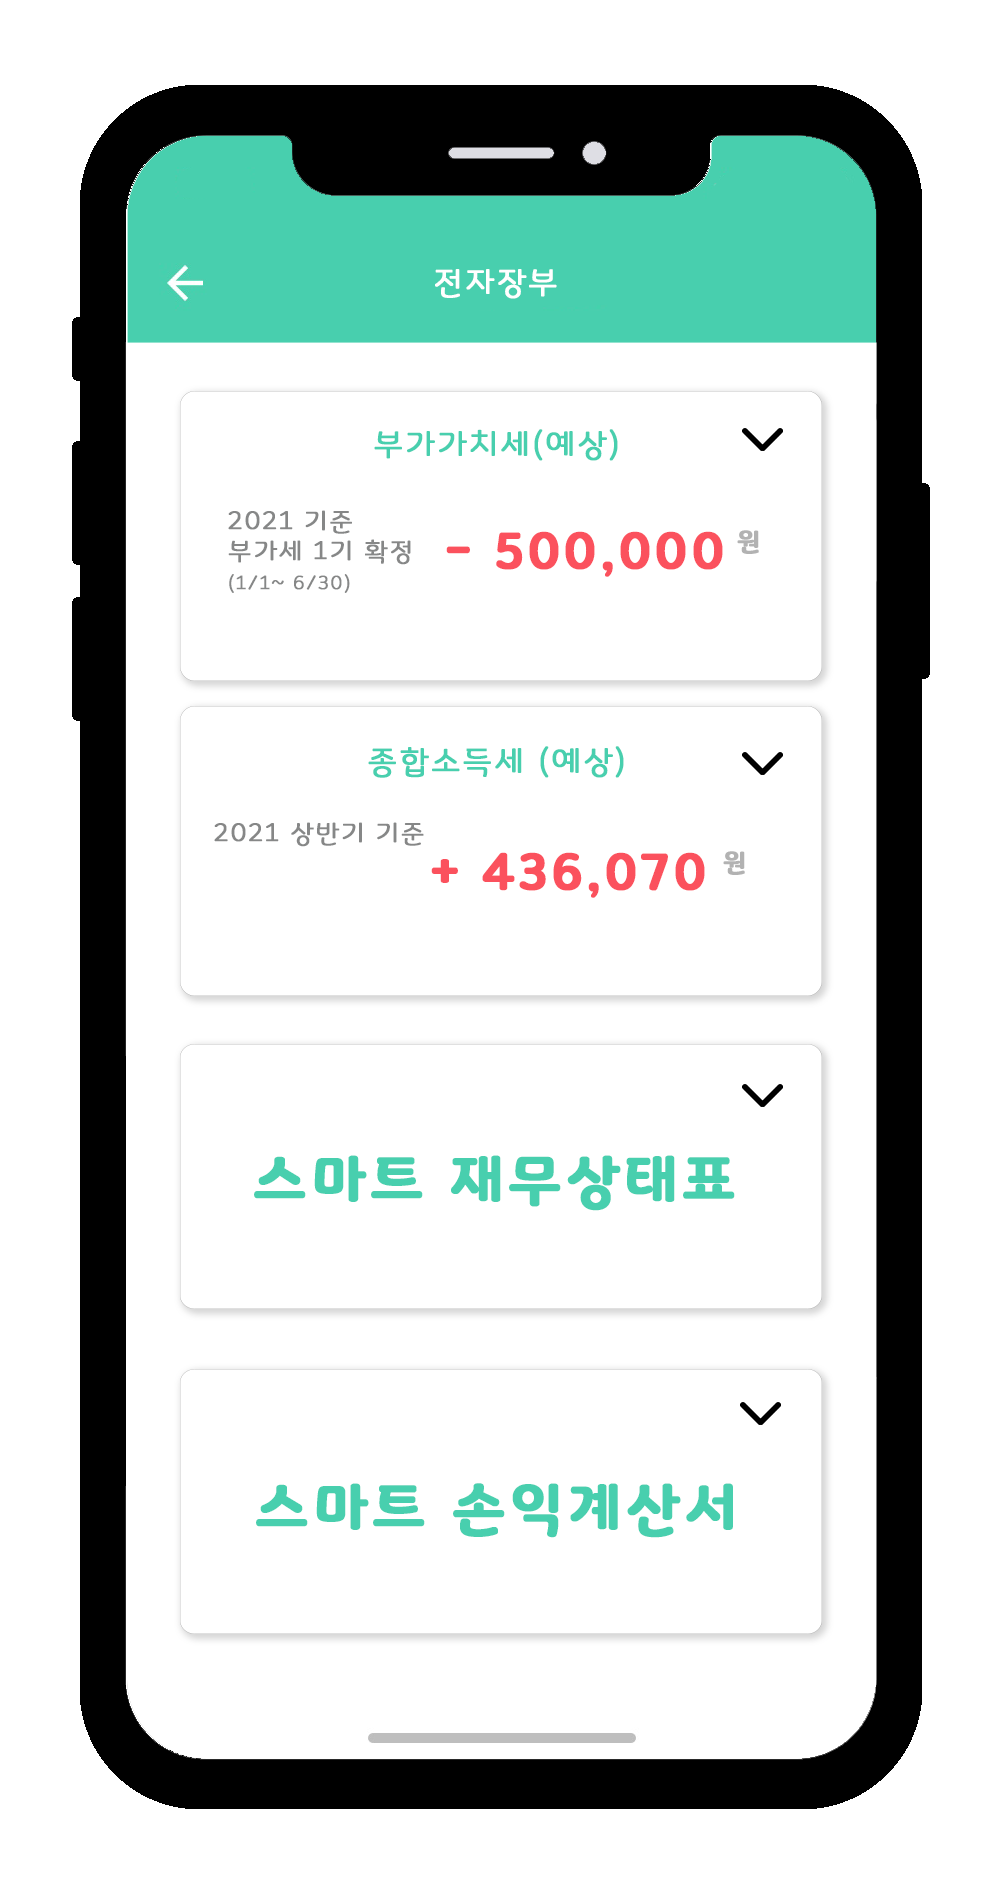 전자장부
부가가치세(예상)
2021 기준
부가세 1기 확정
(1/1~ 6/30)
- 500,000 원
종합소득세 (예상)
2021 상반기 기준
+ 436,070 원
스마트 재무상태표
스마트 손익계산서